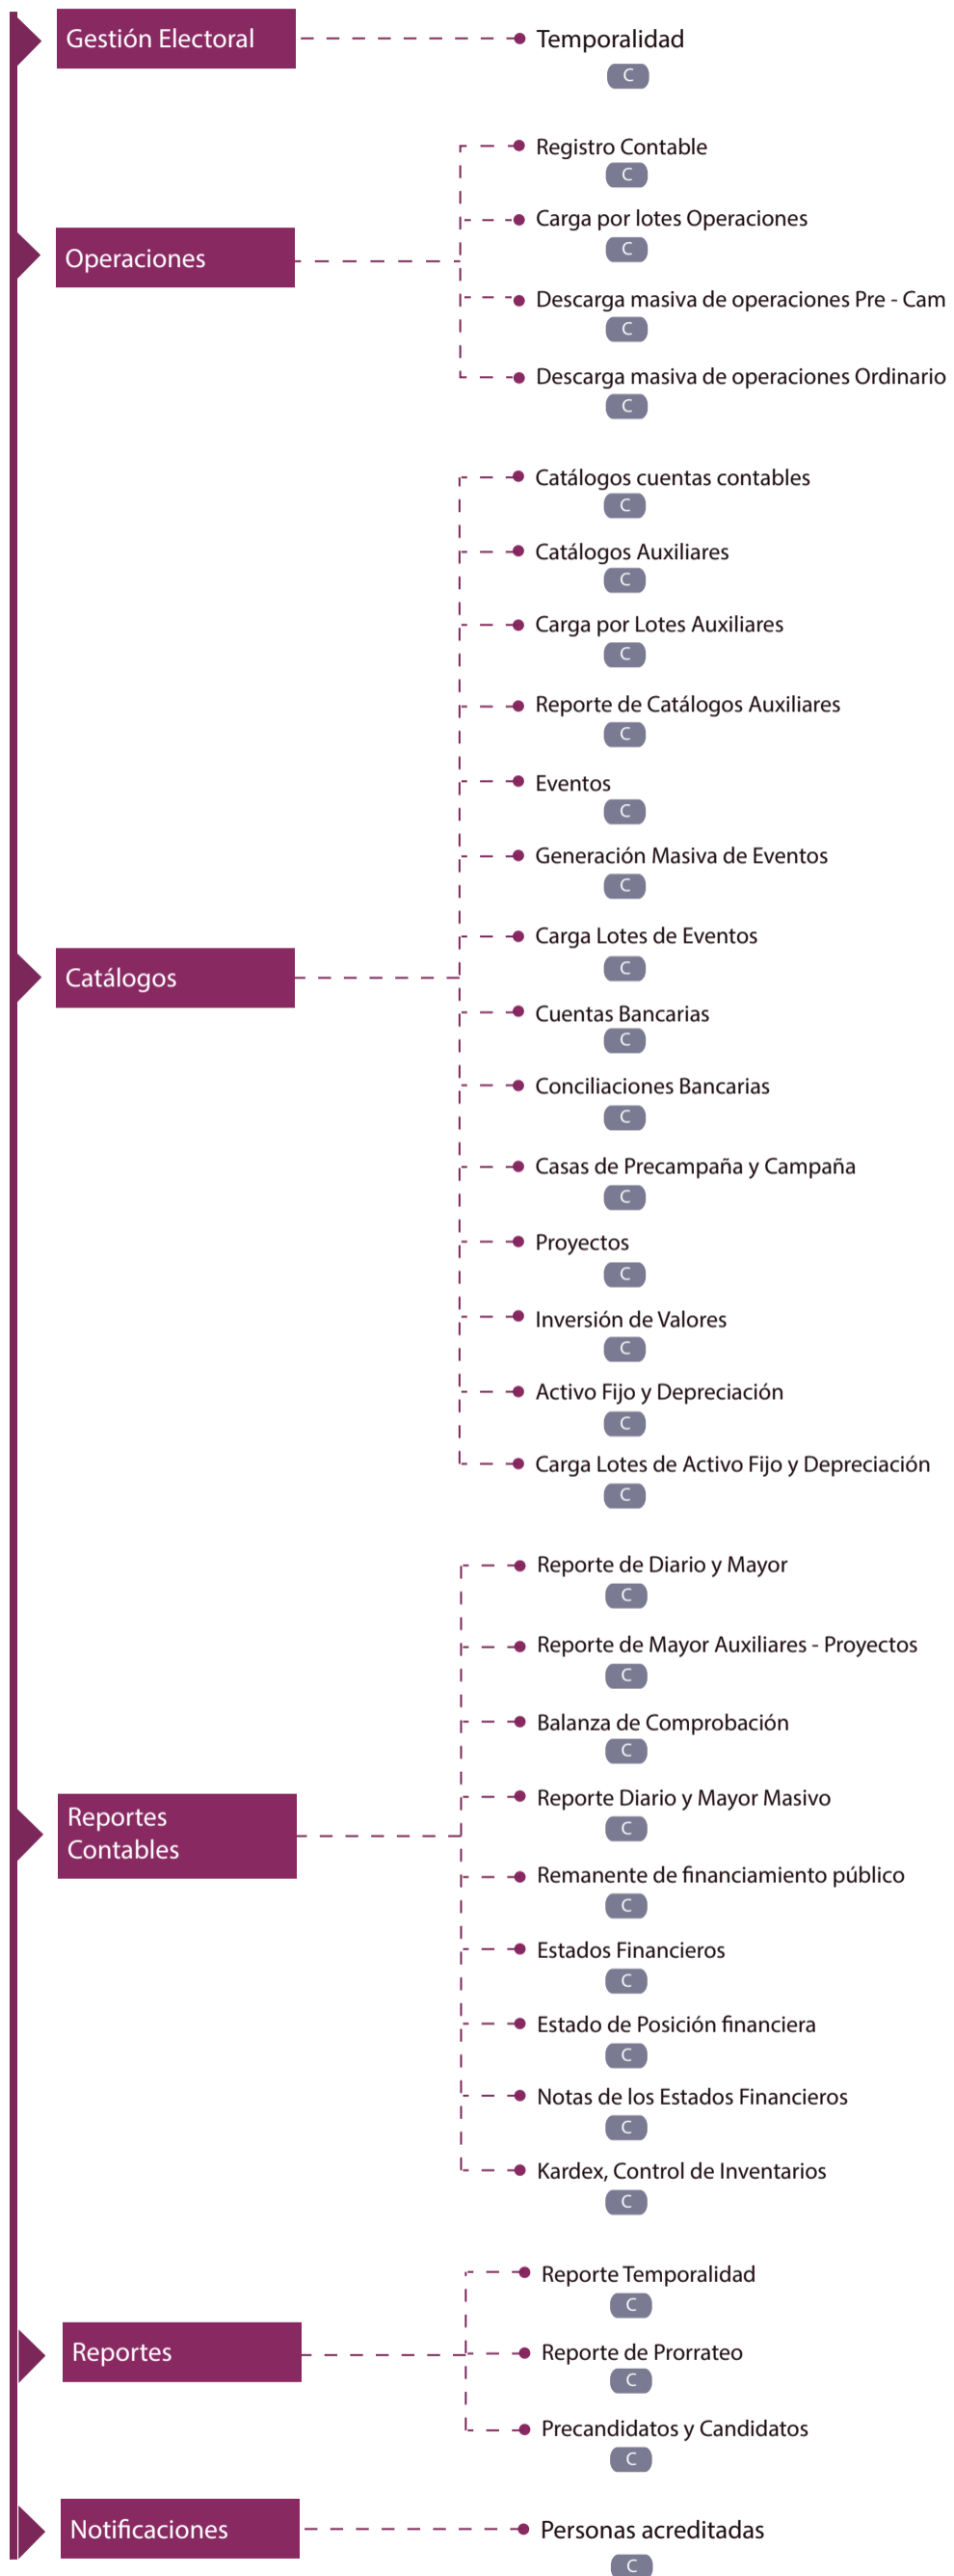 Gestión Electoral
Temporalidad
C
Operaciones
Registro Contable
C
Carga por lotes Operaciones
C
Descarga masiva de operaciones Pre - Cam
C
Descarga masiva de operaciones Ordinario
C
Catálogos
Catálogos cuentas contables
C
Catálogos Auxiliares
C
Carga por Lotes Auxiliares
C
Reporte de Catálogos Auxiliares
C
Eventos
C
Generación Masiva de Eventos
C
Carga Lotes de Eventos
C
Cuentas Bancarias
C
Conciliaciones Bancarias
C
Casas de Precampaña y Campaña
C
Proyectos
C
Inversión de Valores
C
Activo Fijo y Depreciación
C
Carga Lotes de Activo Fijo y Depreciación
C
Reportes
Contables
Reporte de Diario y Mayor
C
Reporte de Mayor Auxiliares - Proyectos
C
Balanza de Comprobación
C
Reporte Diario y Mayor Masivo
C
Remanente de financiamiento público
C
Estados Financieros
C
Estado de Posición financiera
C
Notas de los Estados Financieros
C
Kardex, Control de Inventarios
C
Reportes
Reporte Temporalidad
C
Reporte de Prorrateo
C
Precandidatos y Candidatos
C
Notificaciones
Personas acreditadas
C